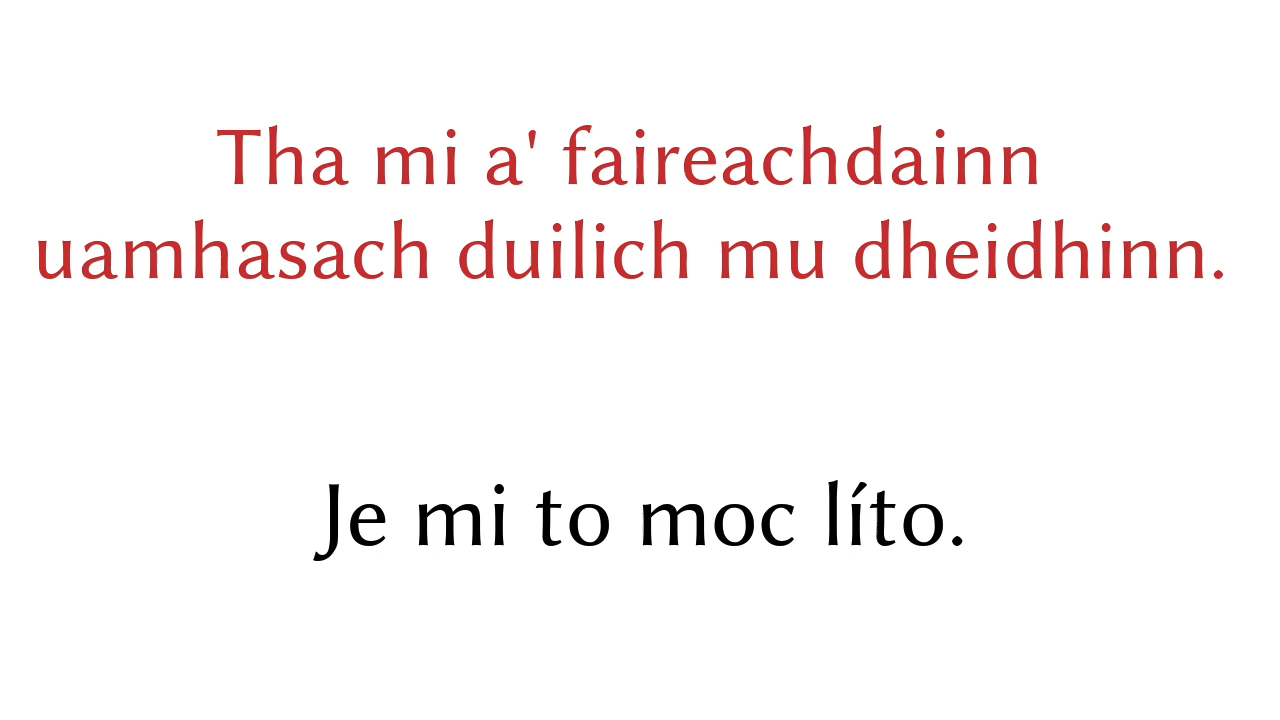 Tha mi a' faireachdainn
uamhasach duilich mu dheidhinn.
Je mi to moc líto.